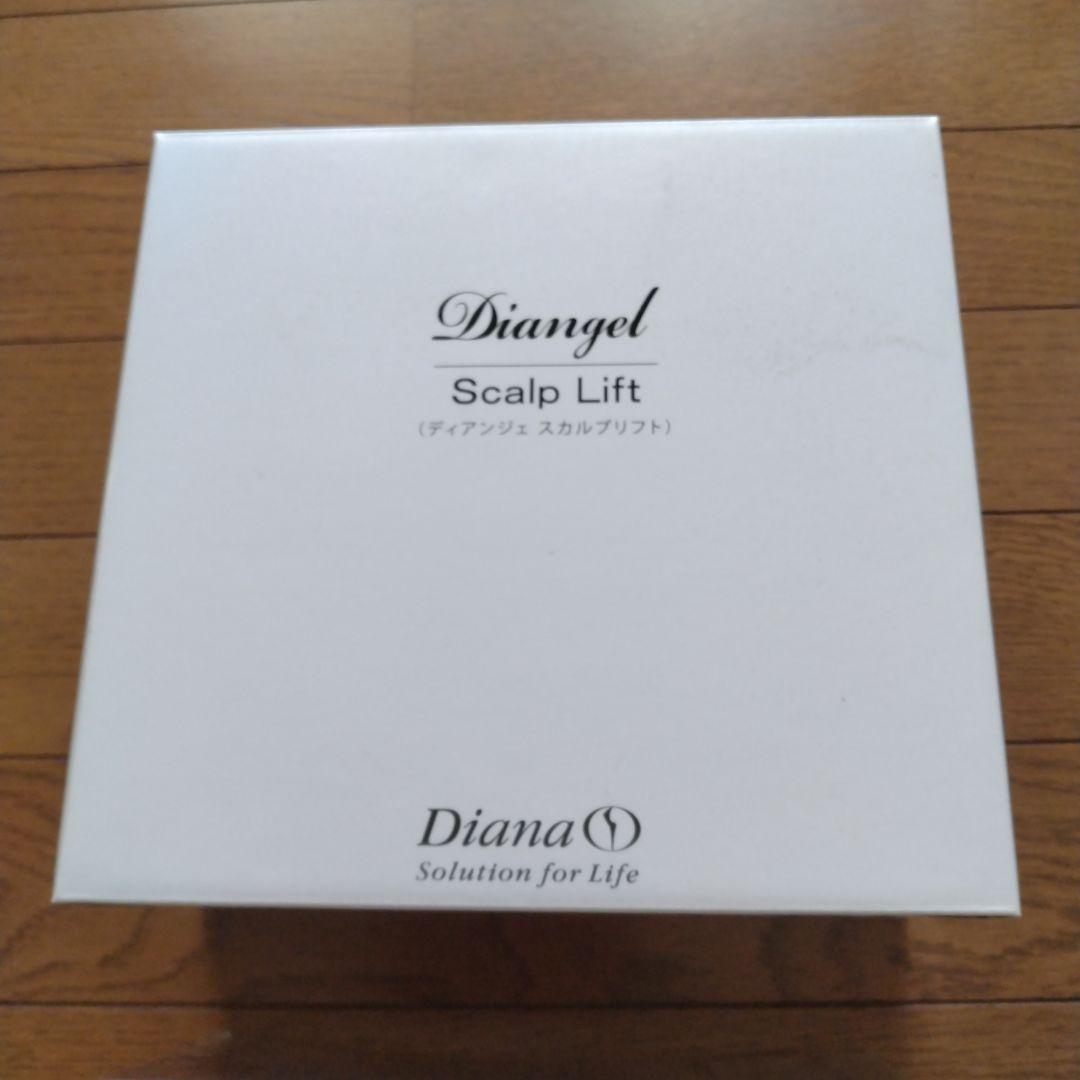 Diangel
Scalp Lift
（ディアンジェ スカルプリフト）
Diana
Solution for Life